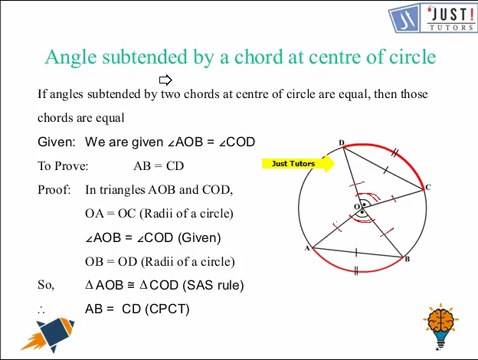 'JUST!
TUTORS
Angle subtended by a chord at centre of circle
If angles subtended by two chords at centre of circle are equal, then those
chords are equal
Given: We are given ∠AOB = ∠COD
To Prove: AB = CD
Proof: In triangles AOB and COD,
OA = OC (Radii of a circle)
∠AOB = ∠COD (Given)
OB = OD (Radii of a circle)
So, Δ AOB ≅ Δ COD (SAS rule)
∴ AB = CD (CPCT)
Just Tutors
D
C
O
A
B